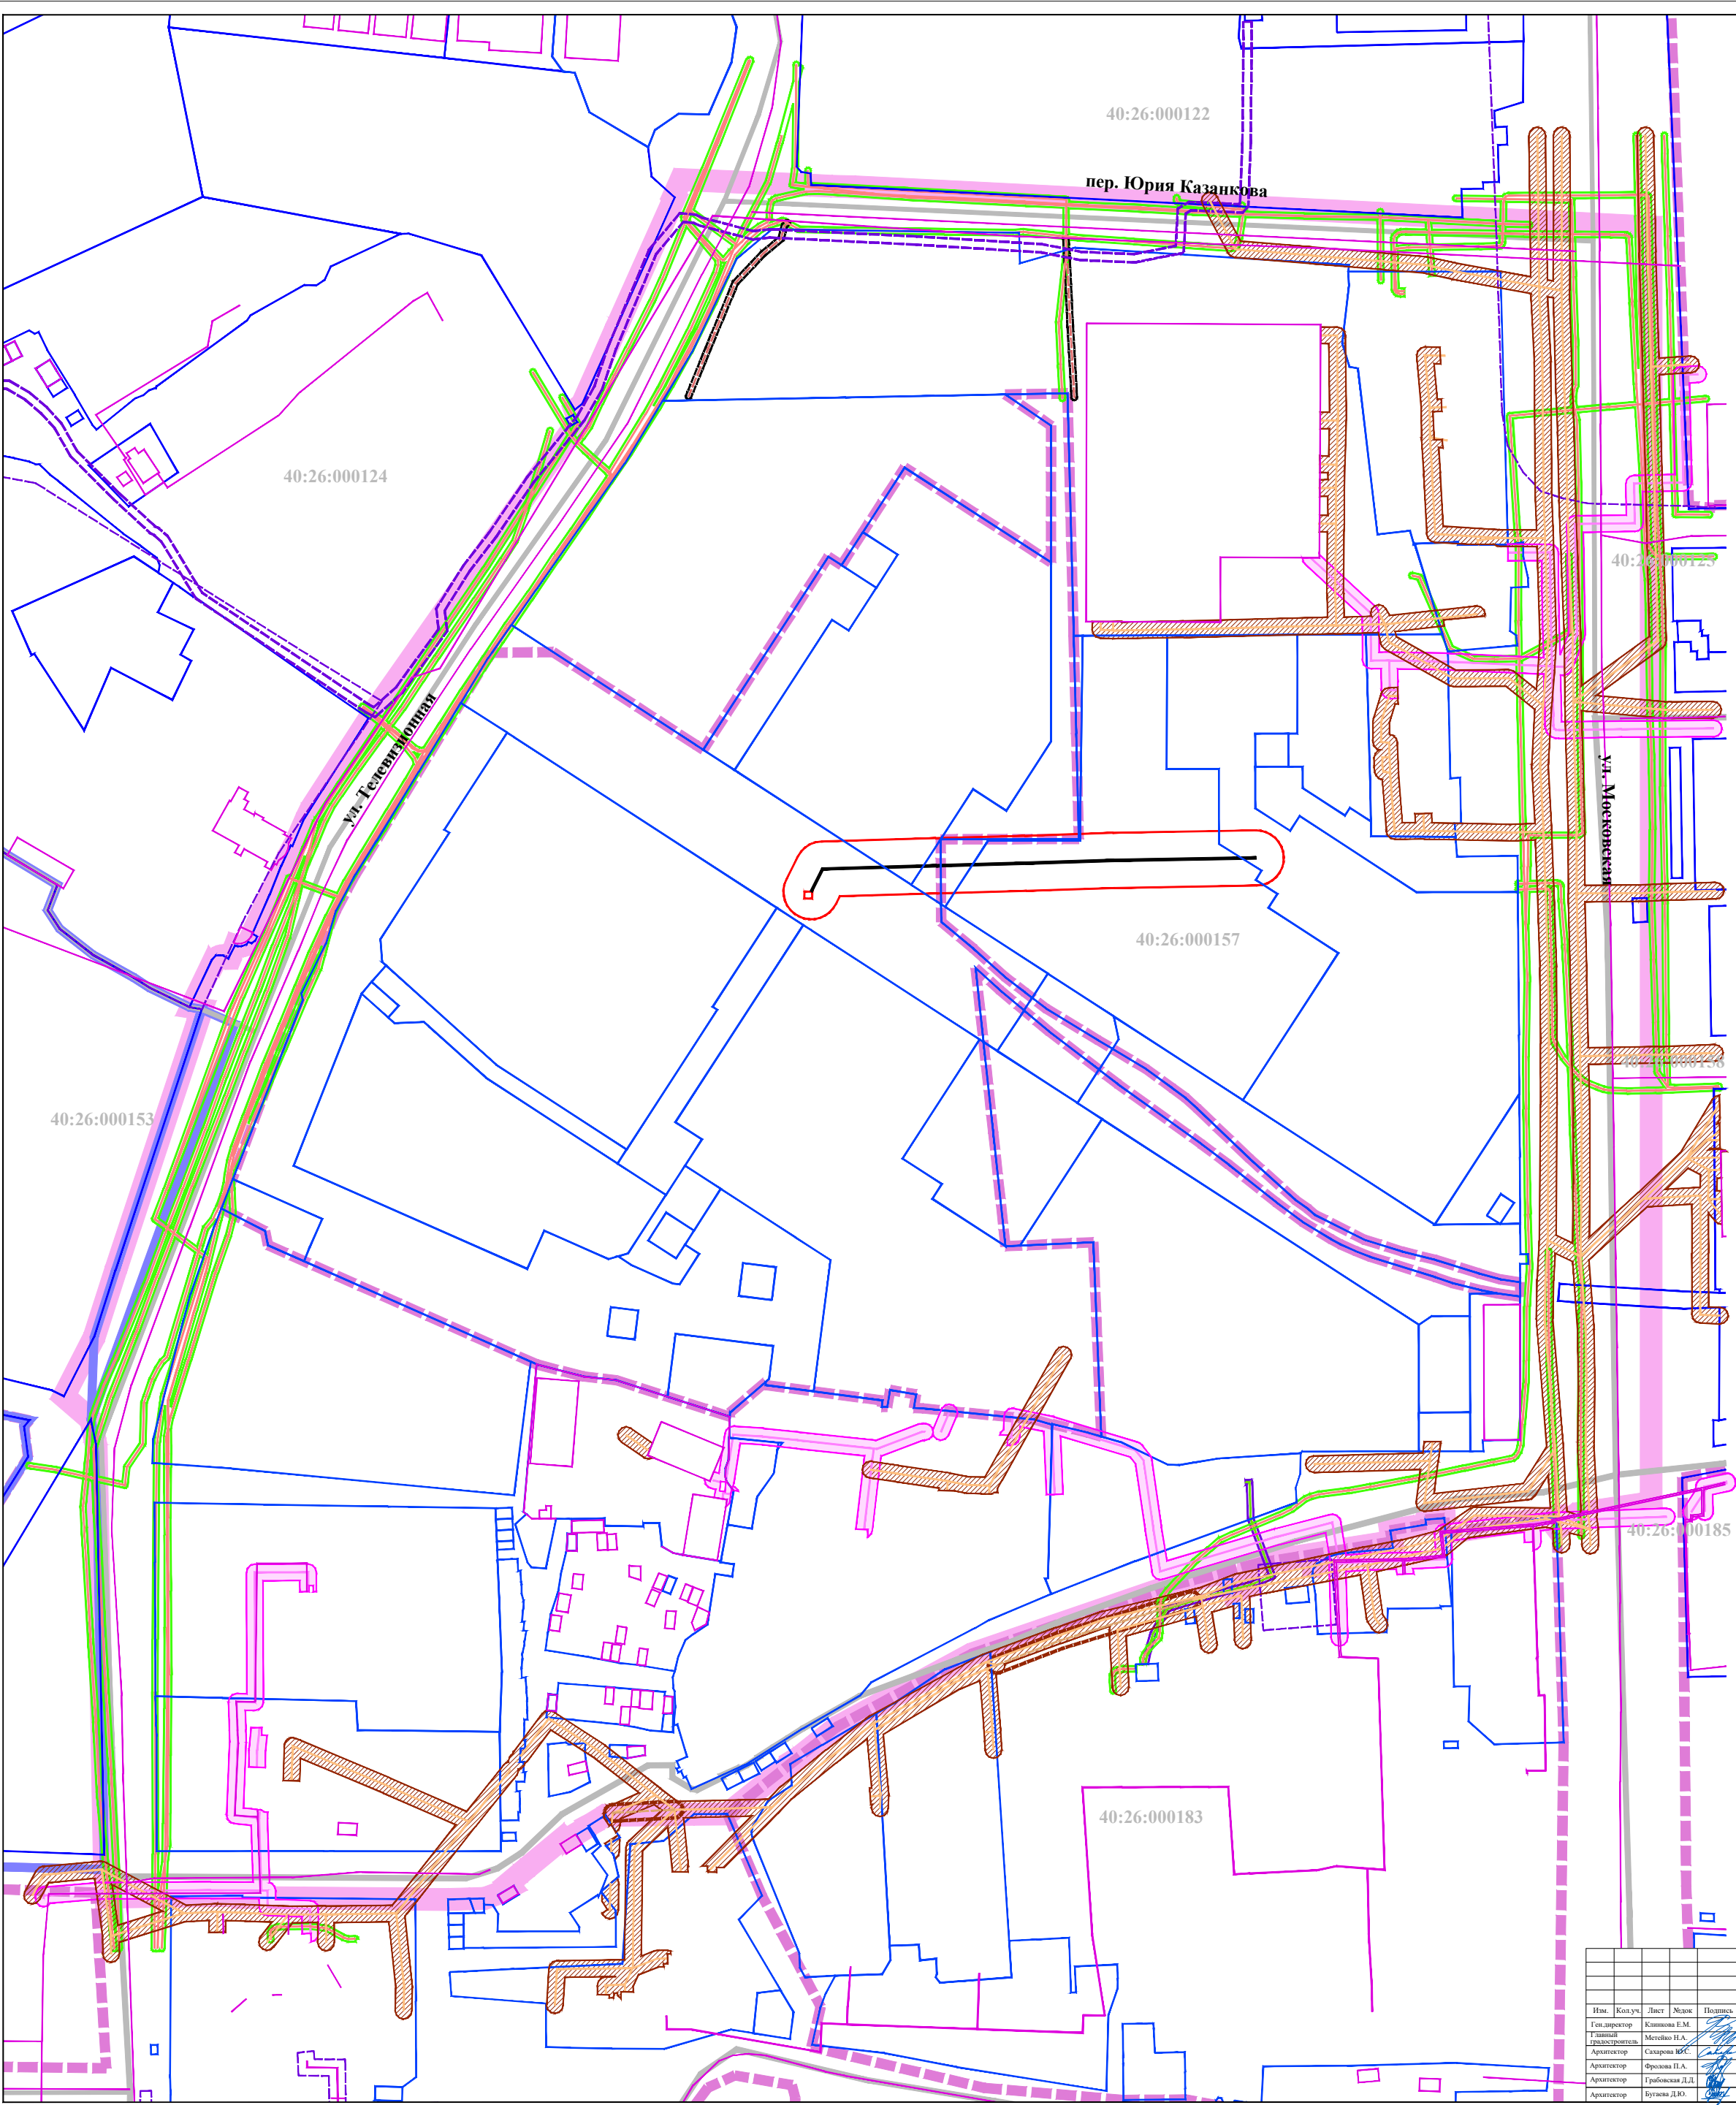 40:26:000122
пер. Юрия Казанкова
40:26:000124
ул. Телевизионная
ул. Московская
40:26:000157
40:26:000153
40:26:000185
40:26:000183
Изм. Кол.уч. Лист №док Подпись
Ген.директор Климова Е.М.
Главный градостроитель Метейко Н.А.
Архитектор Сахарова Ю.С.
Архитектор Фролова П.А.
Архитектор Грабовская Д.Д.
Архитектор Бугаева Д.Ю.